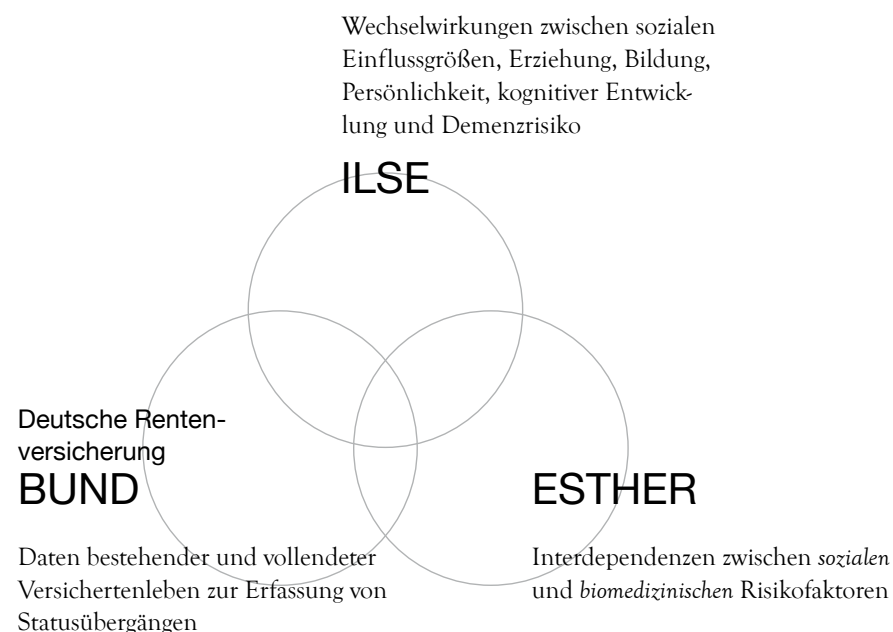 Wechselwirkungen zwischen sozialen
Einflussgrößen, Erziehung, Bildung,
Persönlichkeit, kognitiver Entwick-
lung und Demenzrisiko
ILSE
Deutsche Renten-
versicherung
BUND
Daten bestehender und vollendeter
Versichertenleben zur Erfassung von
Statusübergängen
ESTHER
Interdependenzen zwischen sozialen
und biomedizinischen Risikofaktoren